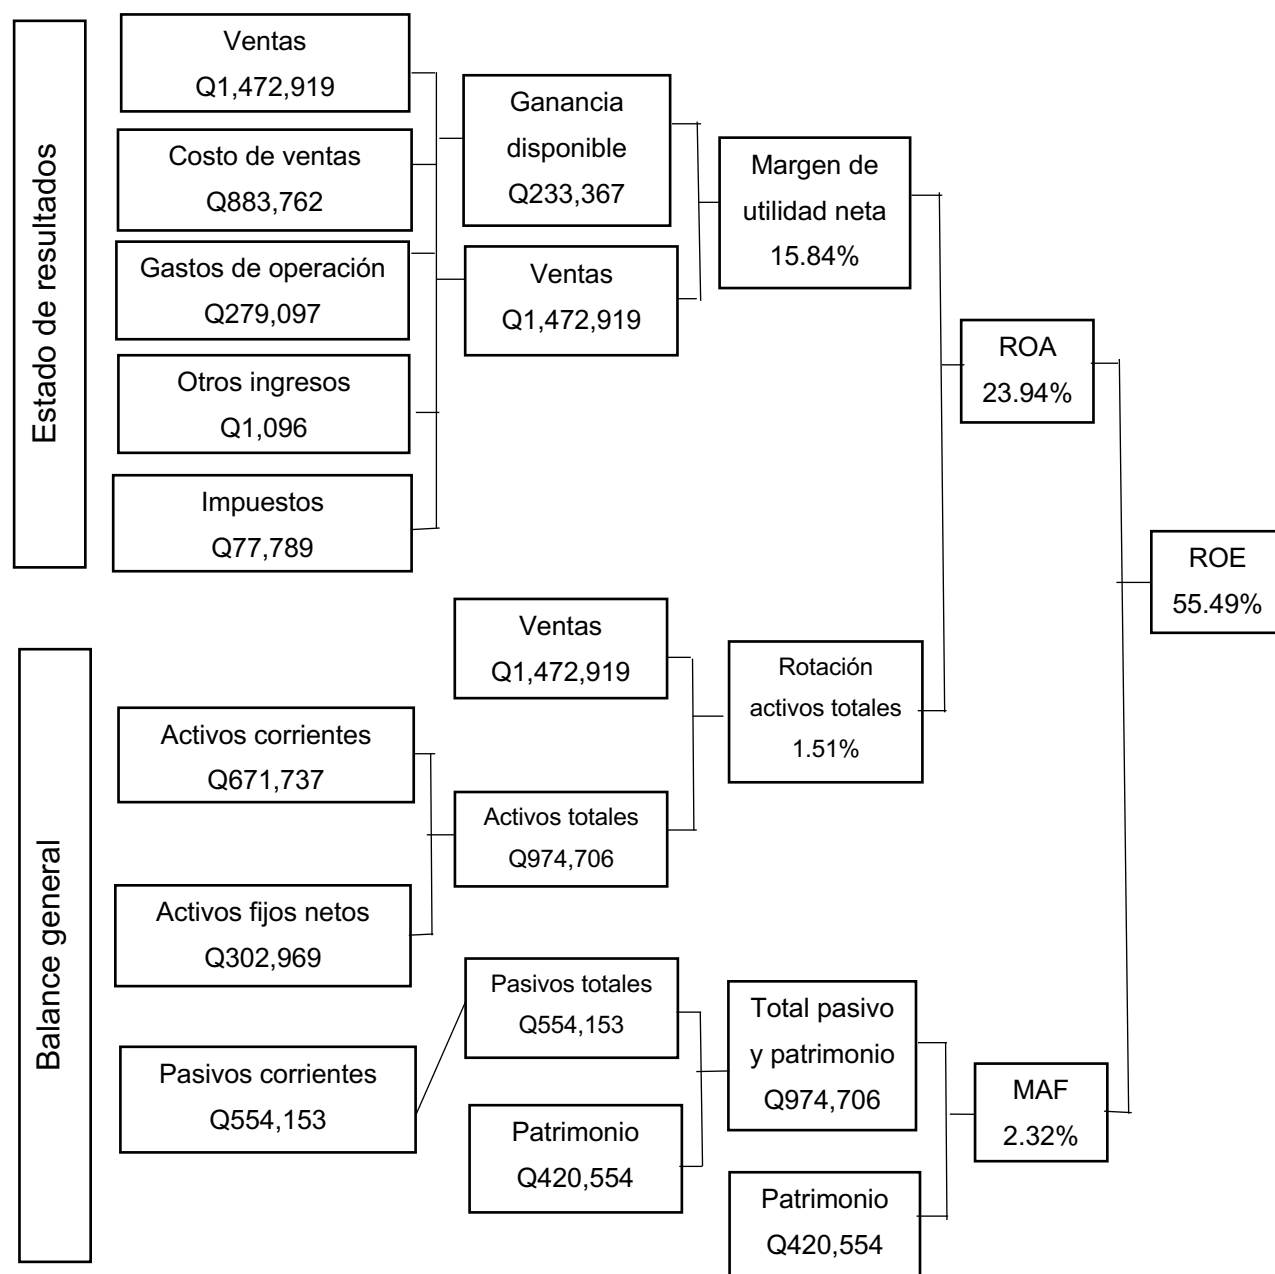 Estado de resultados
Ventas
Q1,472,919
Costo de ventas
Q883,762
Gastos de operación
Q279,097
Otros ingresos
Q1,096
Impuestos
Q77,789
Ganancia
disponible
Q233,367
Ventas
Q1,472,919
Margen de
utilidad neta
15.84%
ROA
23.94%
ROE
55.49%
Balance general
Ventas
Q1,472,919
Rotación
activos totales
1.51%
Activos corrientes
Q671,737
Activos totales
Q974,706
Activos fijos netos
Q302,969
Pasivos totales
Q554,153
Pasivos corrientes
Q554,153
Patrimonio
Q420,554
Total pasivo
y patrimonio
Q974,706
MAF
2.32%
Patrimonio
Q420,554